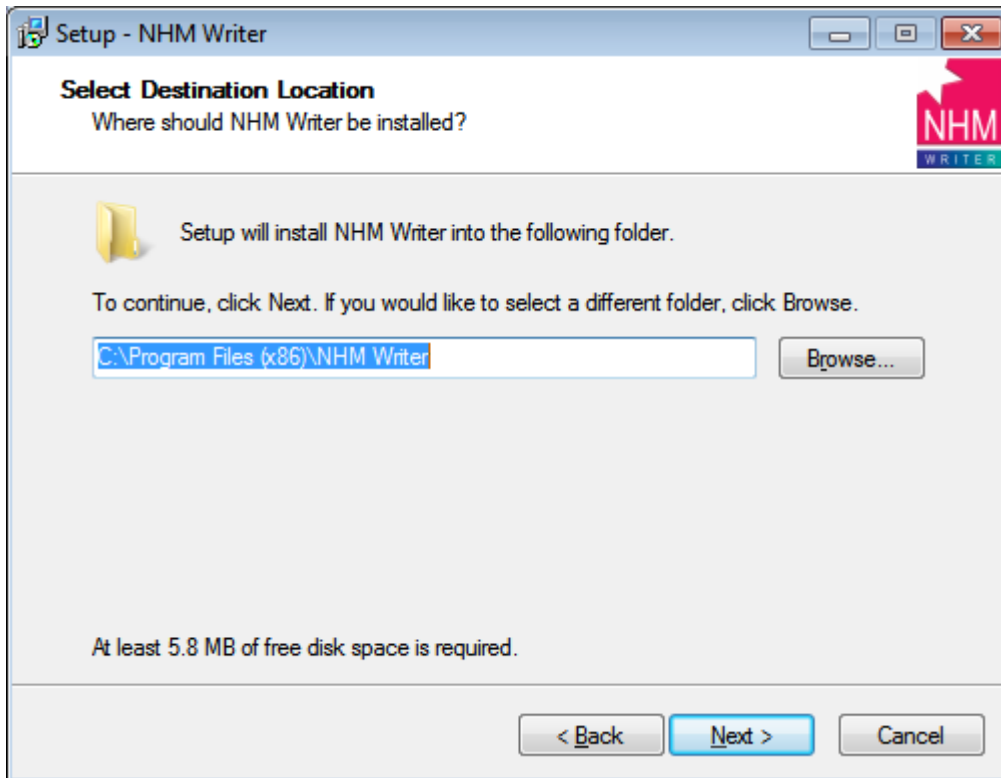 Setup - NHM Writer
Select Destination Location
Where should NHM Writer be installed?
NHM
WRITER
Setup will install NHM Writer into the following folder.
To continue, click Next. If you would like to select a different folder, click Browse.
C:\Program Files (x86)\NHM Writer
Browse...
At least 5.8 MB of free disk space is required.
< Back
Next >
Cancel